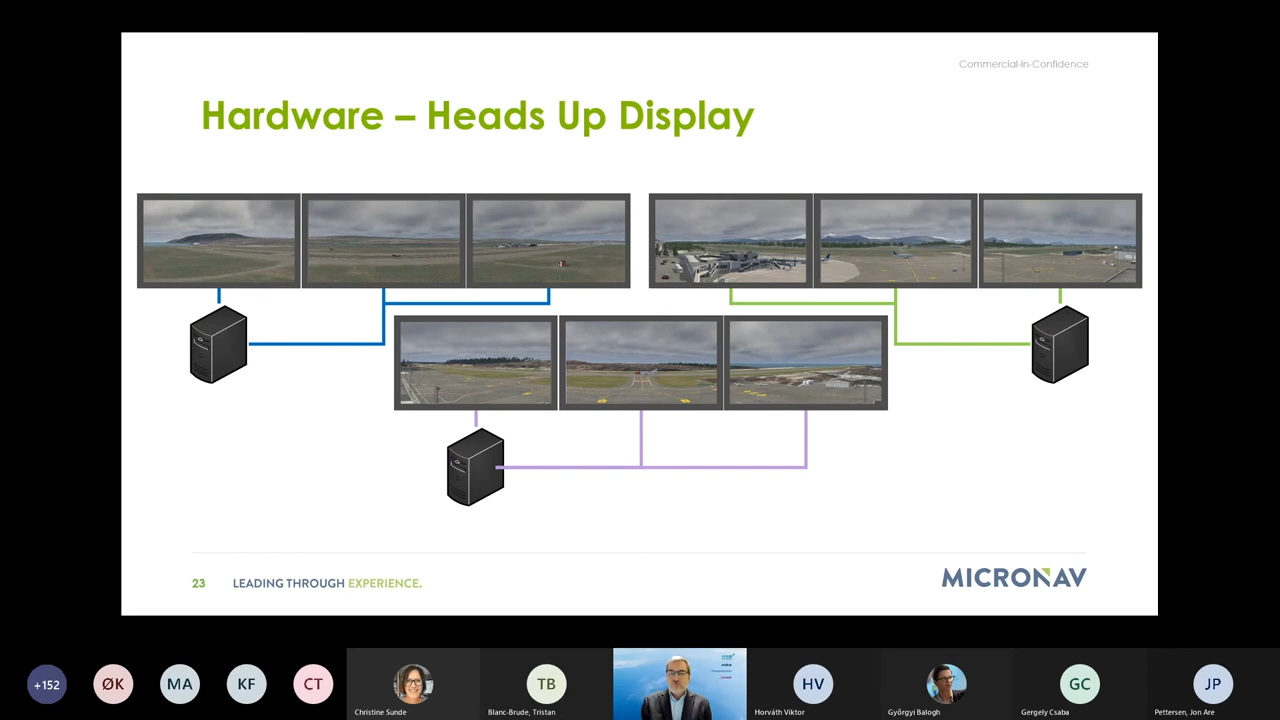 Commercial-in-Confidence
Hardware – Heads Up Display
23 LEADING THROUGH EXPERIENCE.
MICRONAV
+152
ØK
MA
KF
CT
TB
HV
GC
JP
Christine Sunde
Blanc-Brude, Tristan
Horváth Viktor
Györgyi Balogh
Gergely Csaba
Pettersen, Jon Are